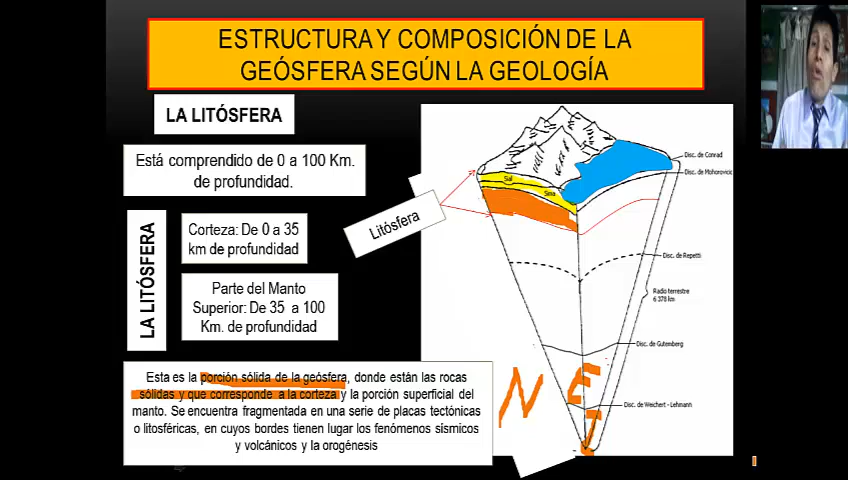 ESTRUCTURA Y COMPOSICIÓN DE LA
GEÓSFERA SEGÚN LA GEOLOGÍA
LA LITÓSFERA
Está comprendido de 0 a 100 Km.
de profundidad.
LA LITÓSFERA
Corteza: De 0 a 35
km de profundidad
Parte del Manto
Superior: De 35 a 100
Km. de profundidad
Esta es la porción sólida de la geósfera, donde están las rocas
sólidas y que corresponde a la corteza y la porción superficial del
manto. Se encuentra fragmentada en una serie de placas tectónicas
o litosféricas, en cuyos bordes tienen lugar los fenómenos sísmicos
y volcánicos y la orogénesis
Litósfera
Sial
Sima
Disc. de Conrad
Disc. de Mohorovicic
Disc. de Repetti
Radio terrestre
6 378 km
Disc. de Gutemberg
Disc. de Weichert - Lehmann
N E